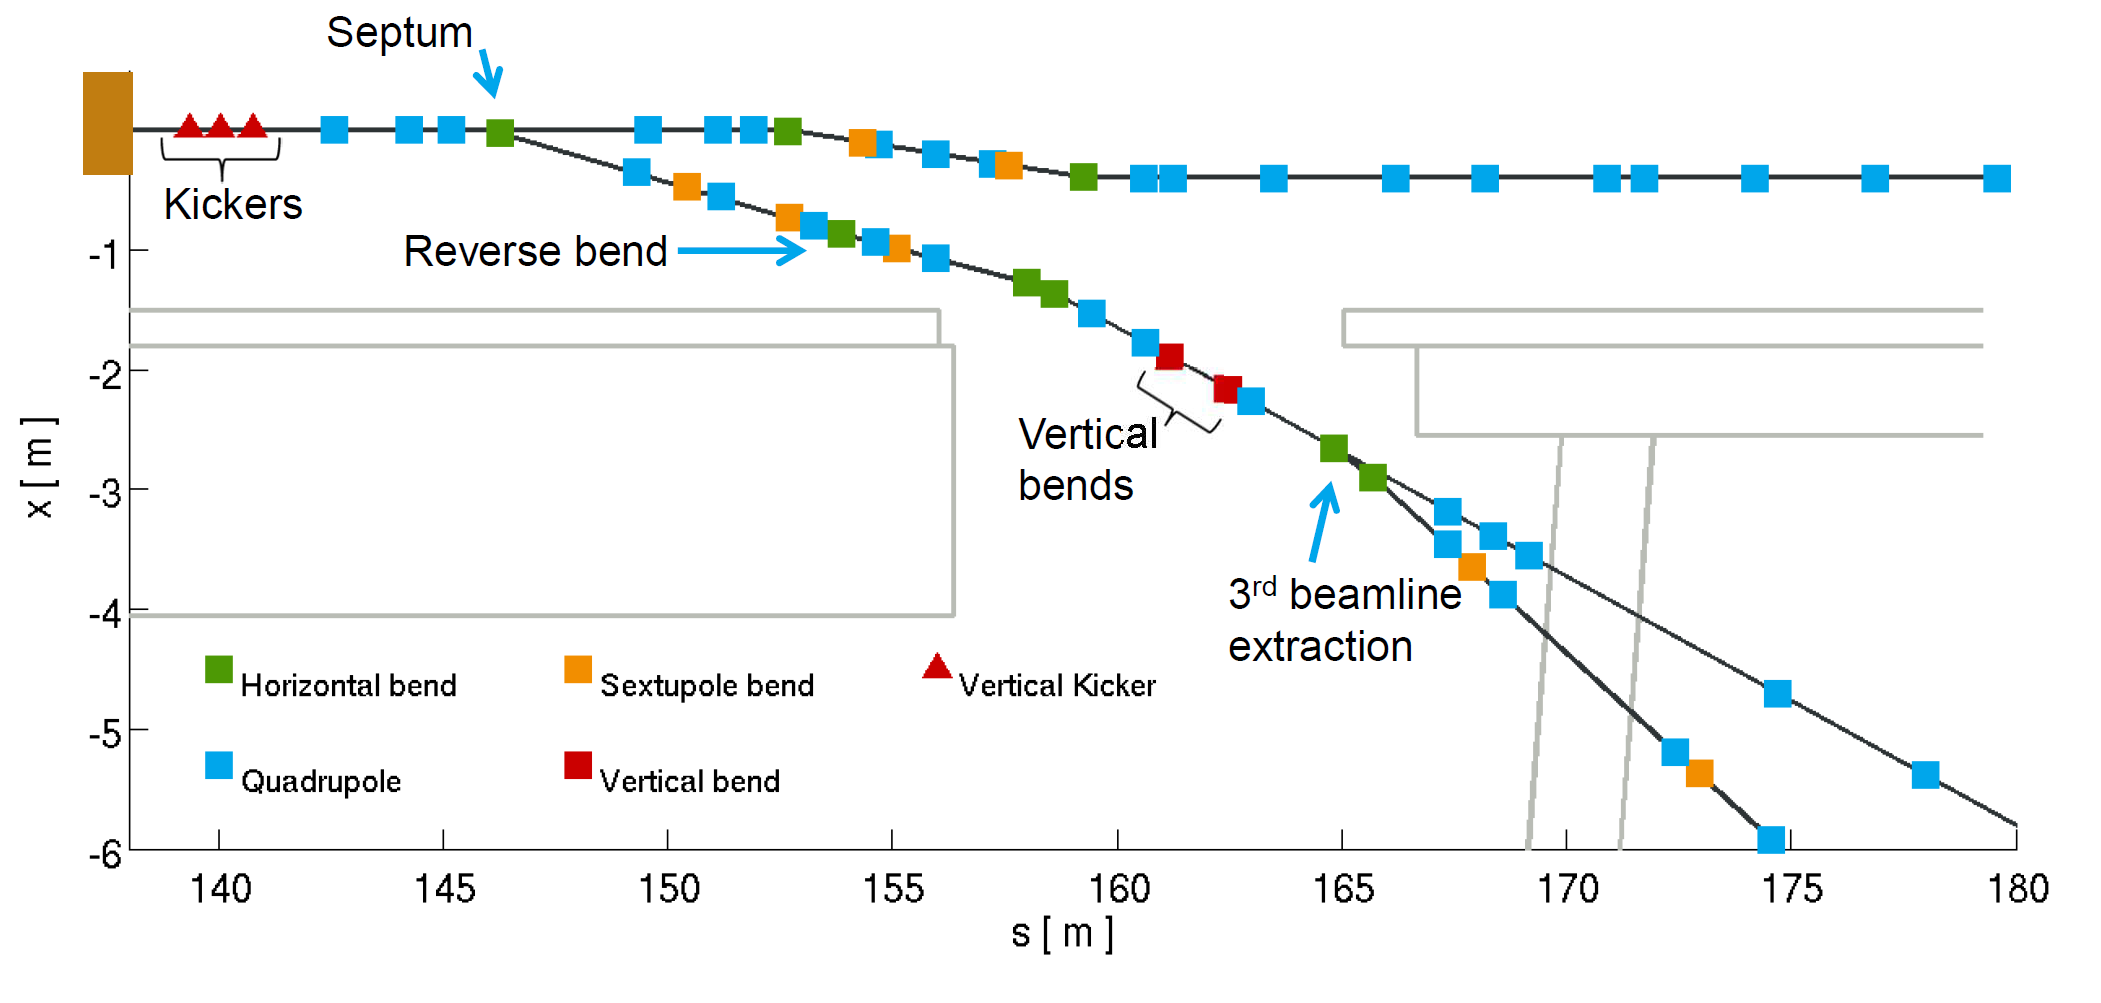 Septum
Kickers
Reverse bend
-1
-2
-3
-4
-5
-6
x [ m ]
Vertical
bends
3rd beamline
extraction
Horizontal bend
Sextupole bend
Vertical Kicker
Quadrupole
Vertical bend
140
145
150
155
160
165
170
175
180
s [ m ]